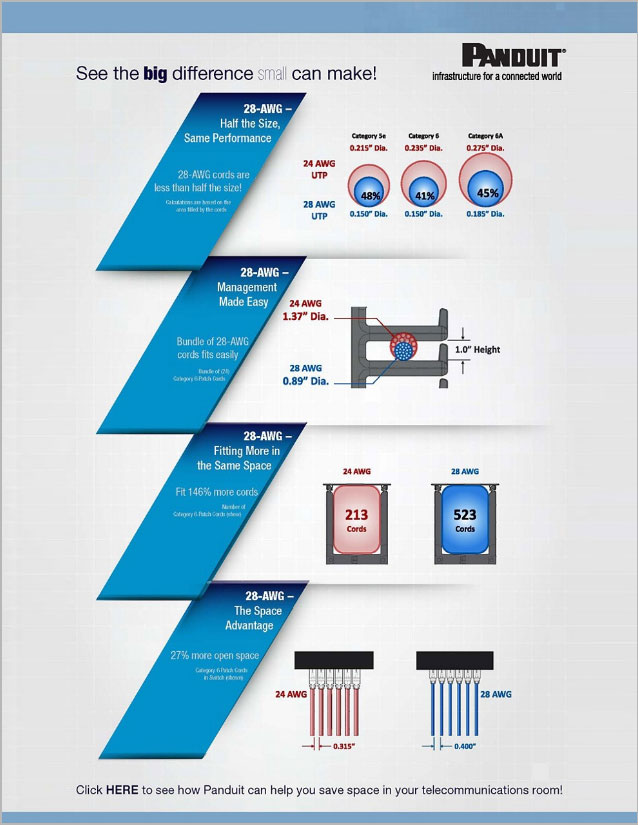 PANDUIT®
infrastructure for a connected world
See the big difference small can make!
28-AWG –
Half the Size,
Same Performance
28-AWG cords are
less than half the size!
Calculations are based on the
area filled by the cords
Category 5e
Category 6
Category 6A
0.215" Dia.
0.235" Dia.
0.275" Dia.
24 AWG
UTP
48%
41%
45%
28 AWG
UTP
0.150" Dia.
0.150" Dia.
0.185" Dia.
28-AWG –
Management
Made Easy
Bundle of 28-AWG
cords fits easily
Bundle of (28)
Category 6 Patch Cords
24 AWG
1.37" Dia.
1.0" Height
28 AWG
0.89" Dia.
28-AWG –
Fitting More in
the Same Space
Fit 146% more cords
Number of
Category 6 Patch Cords
24 AWG
28 AWG
213
Cords
523
Cords
28-AWG –
The Space
Advantage
27% more open space
Category 6 Patch Cords
in Switch
24 AWG
28 AWG
0.315"
0.400"
Click HERE to see how Panduit can help you save space in your telecommunications room!